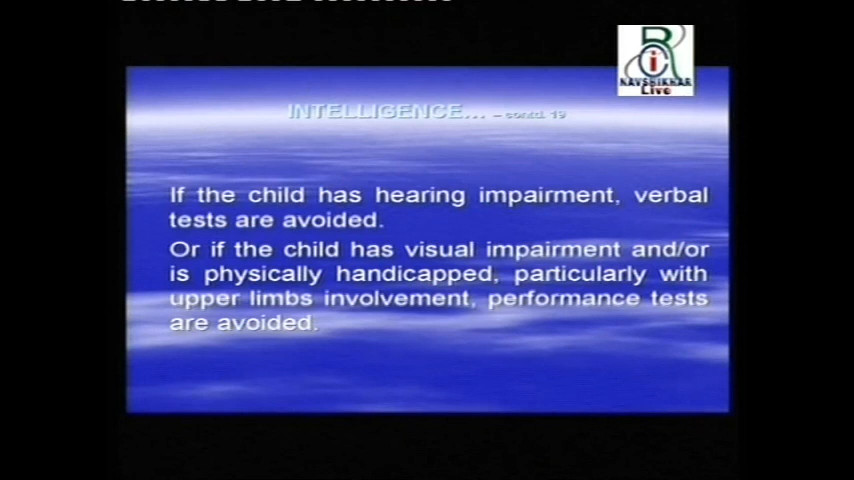 RCi
NAVSHIKHAR
Live
INTELLIGENCE... – contd. 19
If the child has hearing impairment, verbal
tests are avoided.
Or if the child has visual impairment and/or
is physically handicapped, particularly with
upper limbs involvement, performance tests
are avoided.